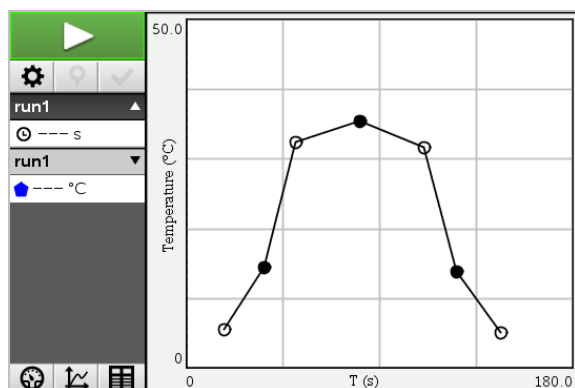 50.0
run1
--- s
run1
--- °C
Temperature (°C)
0
0 T (s) 180.0